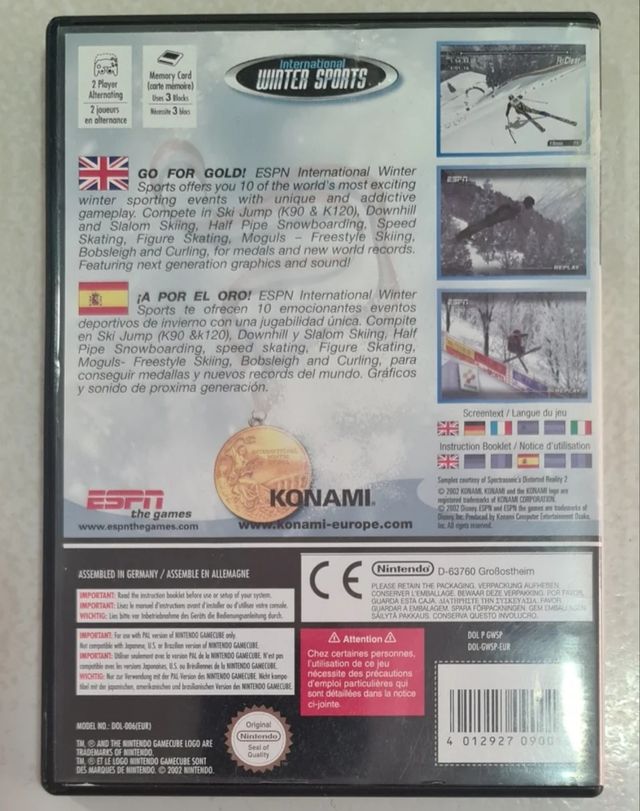 2 Player
Alternating
2 joueurs
en alternance
Memory Card
(carte mémoire)
Uses 3 Blocks
Nécessite 3 blocs
International
WINTER SPORTS
GO FOR GOLD! ESPN International Winter
Sports offers you 10 of the world's most exciting
winter sporting events with unique and addictive
gameplay. Compete in Ski Jump (K90 & K120), Downhill
and Slalom Skiing, Half Pipe Snowboarding, Speed
Skating, Figure Skating, Moguls – Freestyle Skiing,
Bobsleigh and Curling, for medals and new world records.
Featuring next generation graphics and sound!
¡A POR EL ORO! ESPN International Winter
Sports te ofrecen 10 emocionantes eventos
deportivos de invierno con una jugabilidad única. Compite
en Ski Jump (K90 &k120), Downhill y Slalom Skiing, Half
Pipe Snowboarding, speed skating, Figure Skating,
Moguls- Freestyle Skiing, Bobsleigh and Curling, para
conseguir medallas y nuevos records del mundo. Gráficos
y sonido de proxima generación.
ESPN
REPLAY
ESPN
Screentext / Langue du jeu
Instruction Booklet / Notice d'utilisation
Samples courtesy of Spectrasonic's Distorted Reality 2
© 2002 KONAMI. KONAMI and the KONAMI logo are
registered trademarks of KONAMI CORPORATION.
© 2002 Disney. ESPN and ESPN the games are trademarks of
Disney, Inc. Produced by Konami Computer Entertainment Osaka,
Inc. All rights reserved.
ESPN
the games
www.espnthegames.com
KONAMI
www.konami-europe.com
ASSEMBLED IN GERMANY / ASSEMBLE EN ALLEMAGNE
IMPORTANT: Read the instruction booklet before use or setup of your system.
IMPORTANT: Lisez le manuel d'instructions avant d'installer ou d'utiliser votre console.
WICHTIG: Lies bitte vor Inbetriebnahme des Geräts die Bedienungsanleitung durch.
IMPORTANT: For use with PAL version of NINTENDO GAMECUBE only.
Not compatible with Japanese, U.S. or Brazilian version of NINTENDO GAMECUBE.
IMPORTANT: Utiliser seulement avec la version PAL du NINTENDO GAMECUBE. N'est pas
compatible avec les versions Japonaises, U.S. ou Brésiliennes de la NINTENDO GAMECUBE.
WICHTIG: Nur zur Verwendung mit der PAL-Version des NINTENDO GAMECUBE. Nicht kompa-
tibel mit der japanischen, amerikanischen und brasilianischen Version des NINTENDO GAMECUBE.
MODEL NO.: DOL-006(EUR)
TM, ® AND THE NINTENDO GAMECUBE LOGO ARE
TRADEMARKS OF NINTENDO.
TM, ® ET LE LOGO NINTENDO GAMECUBE SONT
DES MARQUES DE NINTENDO. © 2002 NINTENDO.
Original
Nintendo
Seal of
Quality
CE
Nintendo D-63760 Großostheim
PLEASE RETAIN THE PACKAGING. VERPACKUNG AUFHEBEN.
CONSERVER L'EMBALLAGE. BEWAAR DEZE VERPAKKING. POR FAVOR,
GUARDA ESTA CAJA. ΔΙΑΤΗΡΕΙΤΕ ΤΗΝ ΣΥΣΚΕΥΑΣΙΑ. FAVOR
GUARDAR A EMBALAGEM. SPARA FÖRPACKNINGEN. GEM EMBALLAGEN
SÄILYTÄ PAKKAUS. CONSERVA QUESTO INVOLUCRO.
Attention
Chez certaines personnes,
l'utilisation de ce jeu
nécessite des précautions
d'emploi particulières qui
sont détaillées dans la notice
ci-jointe.
DOL P GWSP
DOL-GWSP-EUR
4 012927 0900